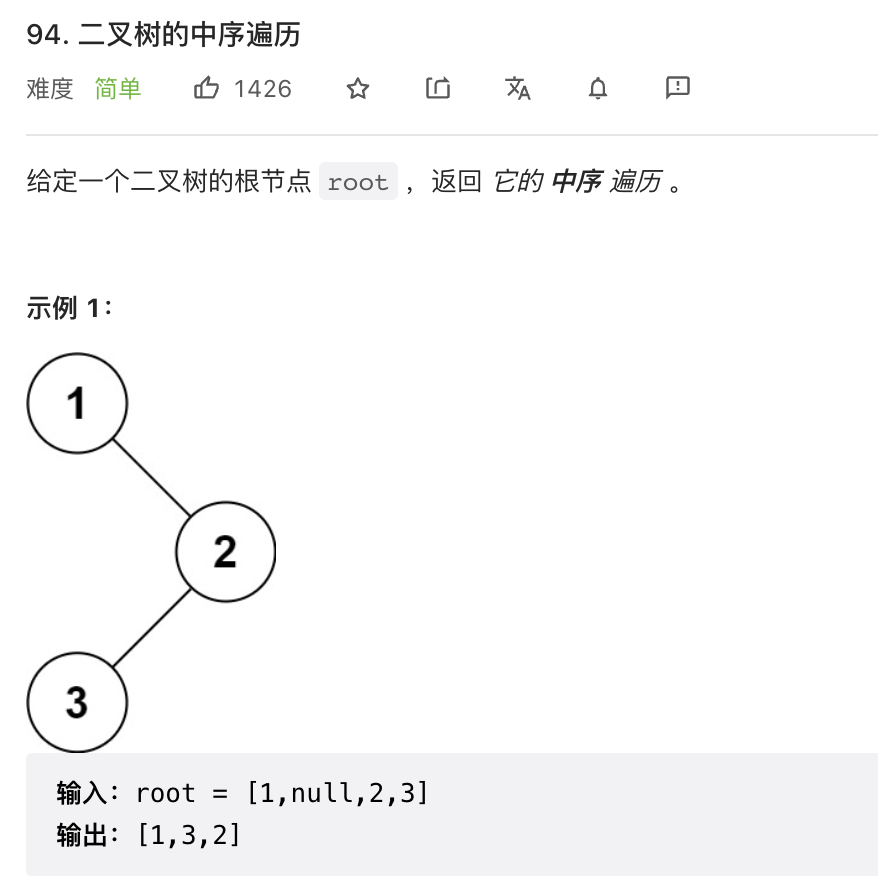 94. 二叉树的中序遍历
难度 简单 1426
给定一个二叉树的根节点 root ，返回 它的 中序 遍历 。
示例 1：
1
2
3
输入：root = [1,null,2,3]
输出：[1,3,2]